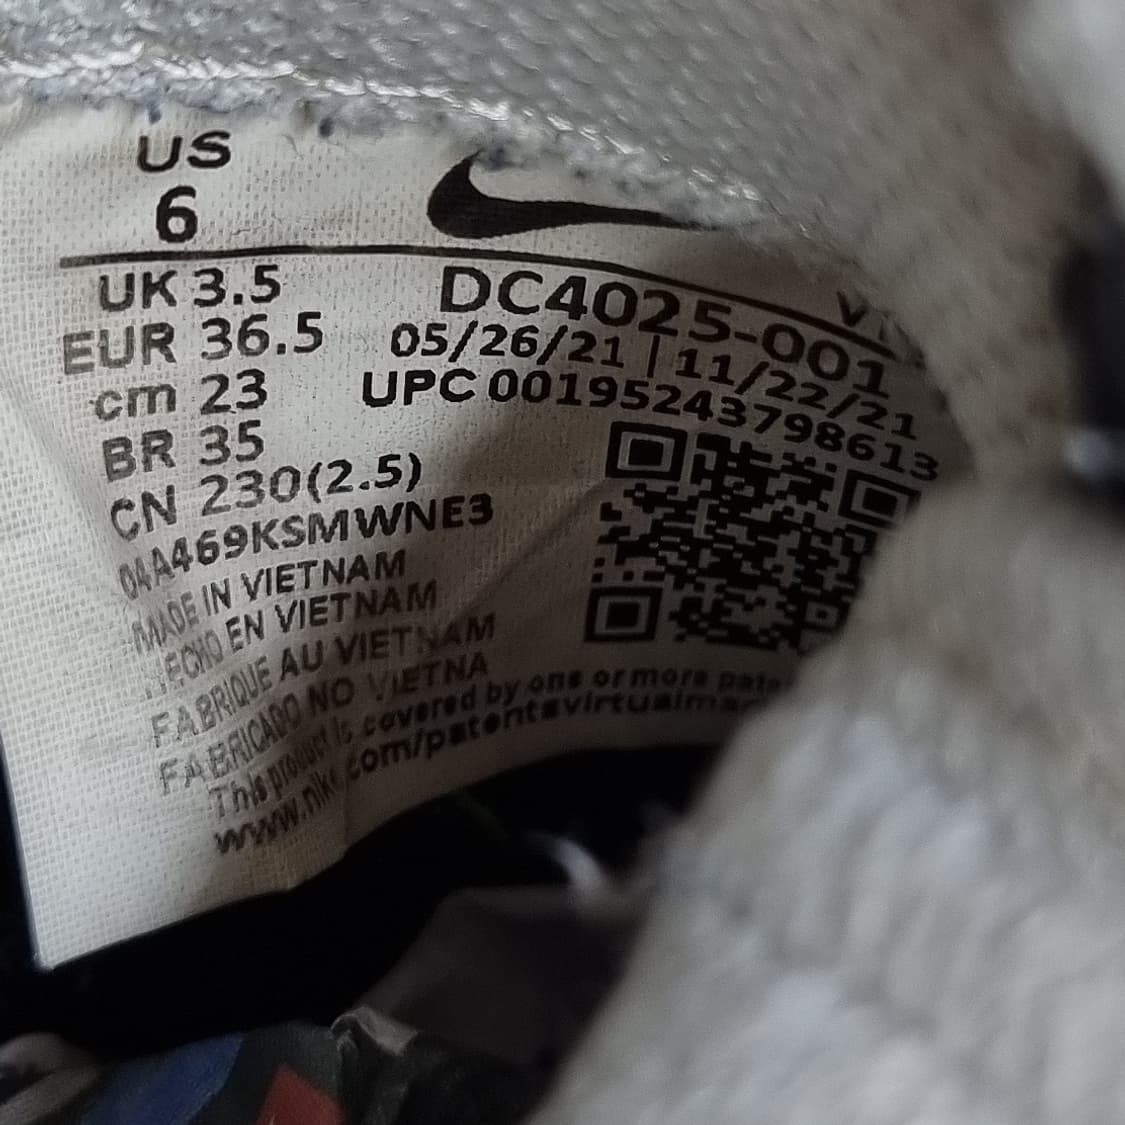 US
6
UK 3.5
EUR 36.5
cm 23
BR 35
CN 230(2.5)
04A469KSMWNE3
MADE IN VIETNAM
HECHO EN VIETNAM
FABRIQUE AU VIETNAM
FABRICADO NO VIETNA
This product is covered by one or more
www.nike.com/patents
DC4025-001
05/26/21 | 11/22/21
UPC 00195243798613